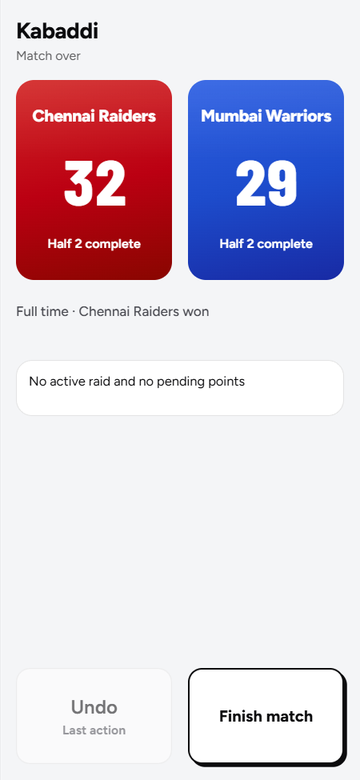 Kabaddi
Match over
Chennai Raiders
32
Half 2 complete
Mumbai Warriors
29
Half 2 complete
Full time · Chennai Raiders won
No active raid and no pending points
Undo
Last action
Finish match